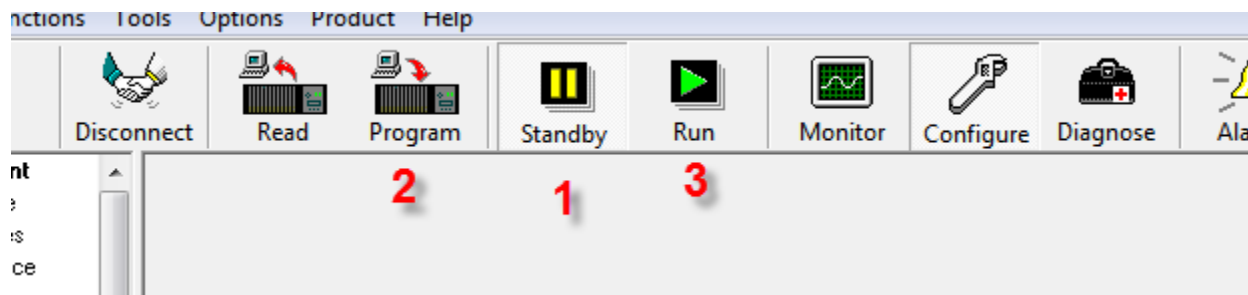 nctions Tools Options Product Help
Disconnect Read Program Standby Run Monitor Configure Diagnose Ala
nt
2 1 3
e
es
ce